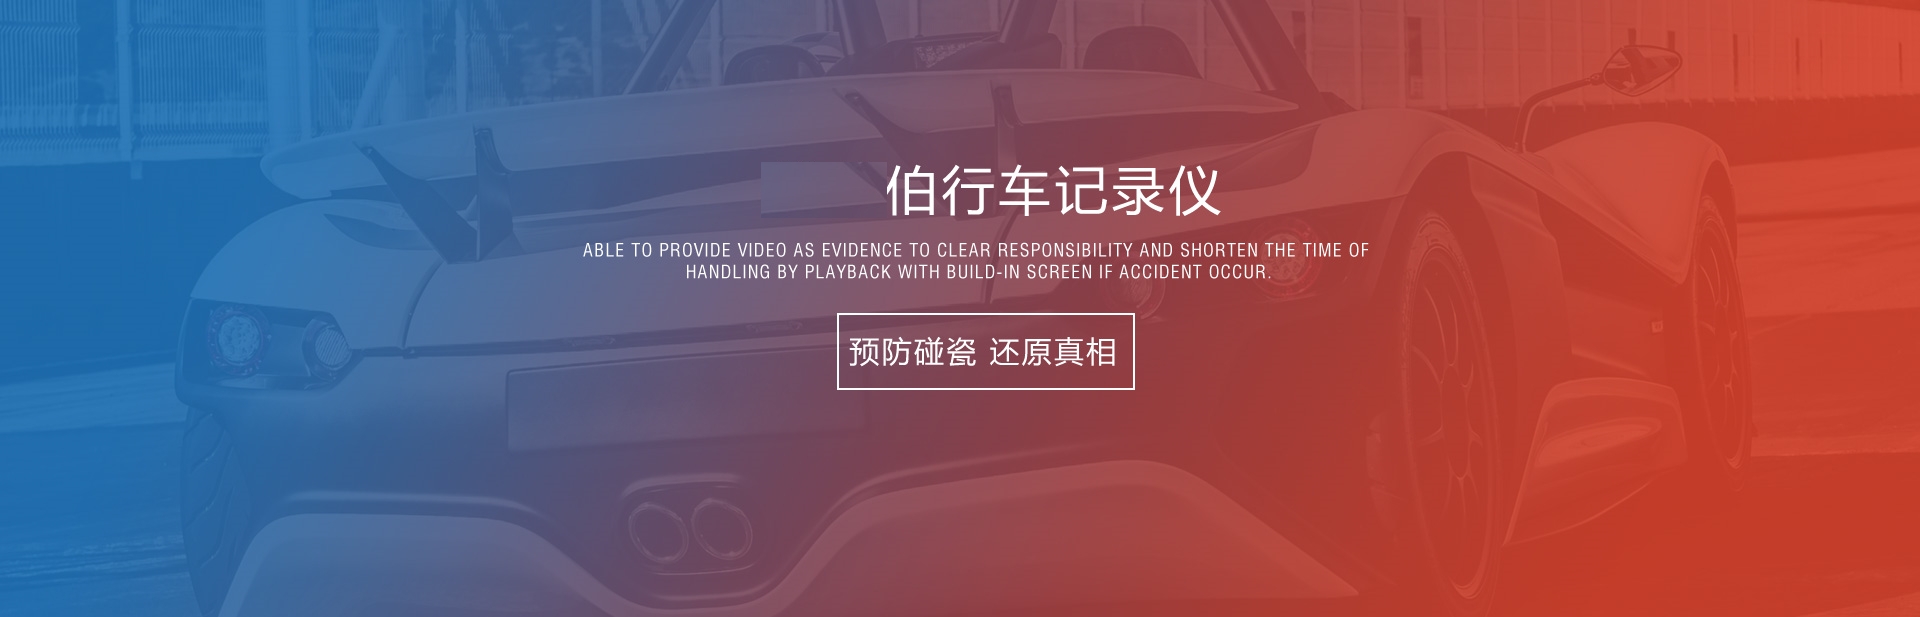 伯行车记录仪
ABLE TO PROVIDE VIDEO AS EVIDENCE TO CLEAR RESPONSIBILITY AND SHORTEN THE TIME OF
HANDLING BY PLAYBACK WITH BUILD-IN SCREEN IF ACCIDENT OCCUR.
预防碰瓷 还原真相